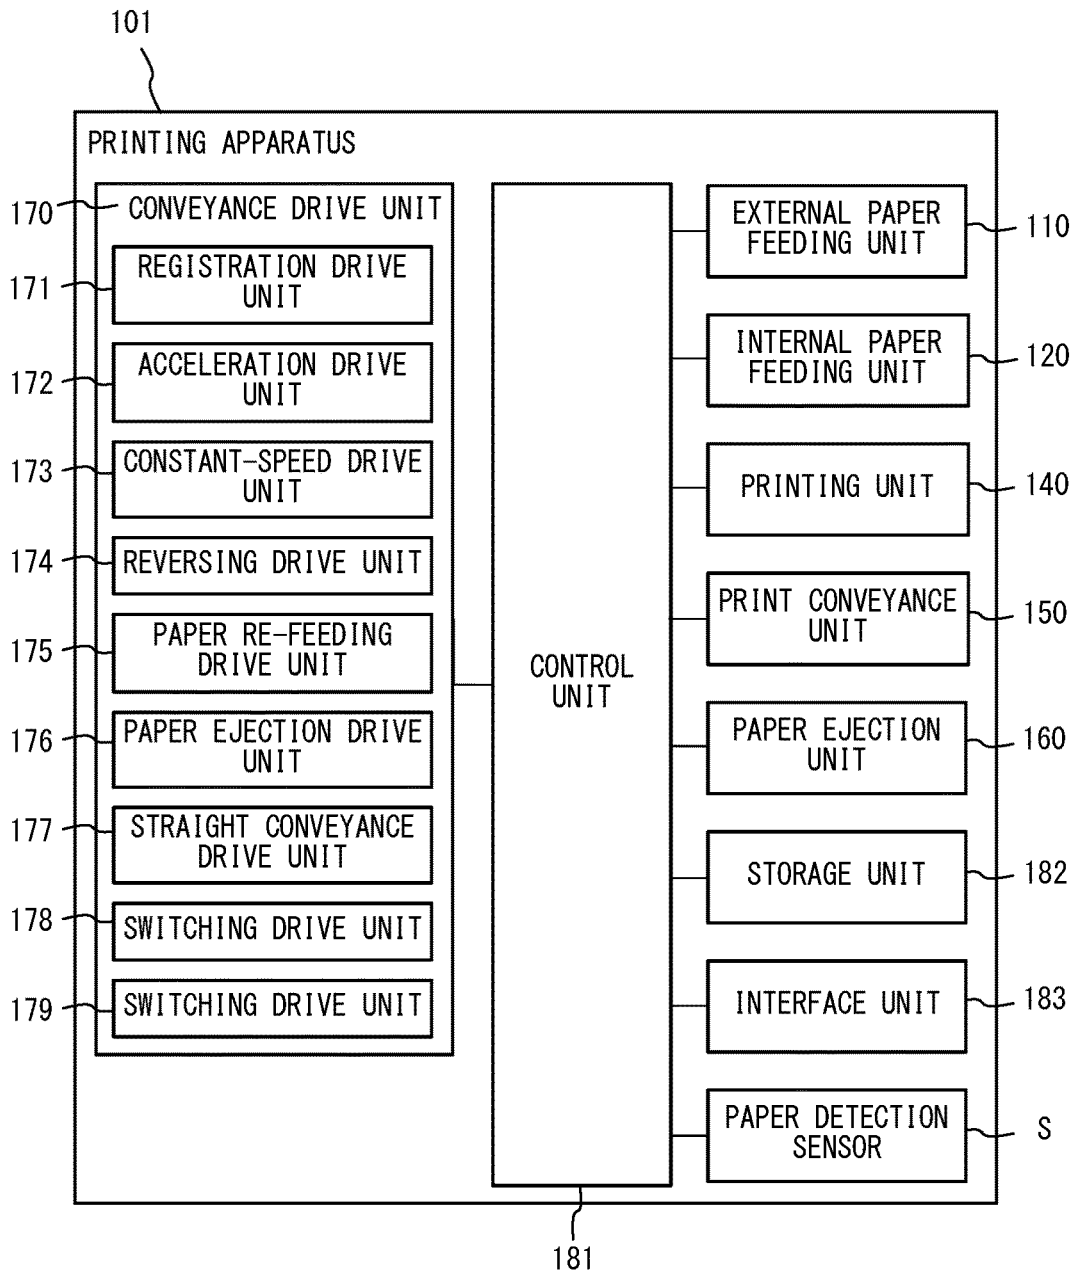 101
PRINTING APPARATUS
170
CONVEYANCE DRIVE UNIT
171
REGISTRATION DRIVE
UNIT
172
ACCELERATION DRIVE
UNIT
173
CONSTANT-SPEED DRIVE
UNIT
174
REVERSING DRIVE UNIT
175
PAPER RE-FEEDING
DRIVE UNIT
176
PAPER EJECTION DRIVE
UNIT
177
STRAIGHT CONVEYANCE
DRIVE UNIT
178
SWITCHING DRIVE UNIT
179
SWITCHING DRIVE UNIT
CONTROL
UNIT
181
EXTERNAL PAPER
FEEDING UNIT
110
INTERNAL PAPER
FEEDING UNIT
120
PRINTING UNIT
140
PRINT CONVEYANCE
UNIT
150
PAPER EJECTION
UNIT
160
STORAGE UNIT
182
INTERFACE UNIT
183
PAPER DETECTION
SENSOR
S